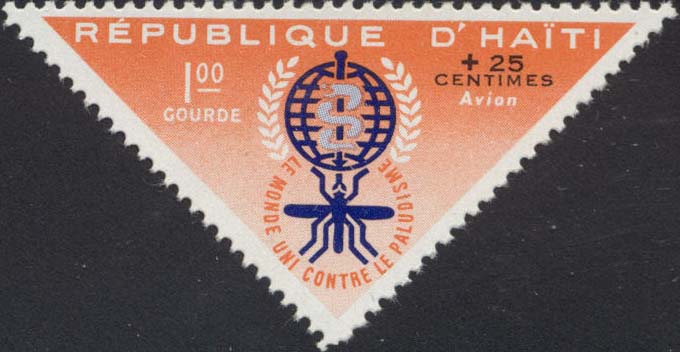 RÉPUBLIQUE D'HAÏTI
1.00
GOURDE
+ 25
CENTIMES
Avion
LE MONDE UNI CONTRE LE PALUDISME